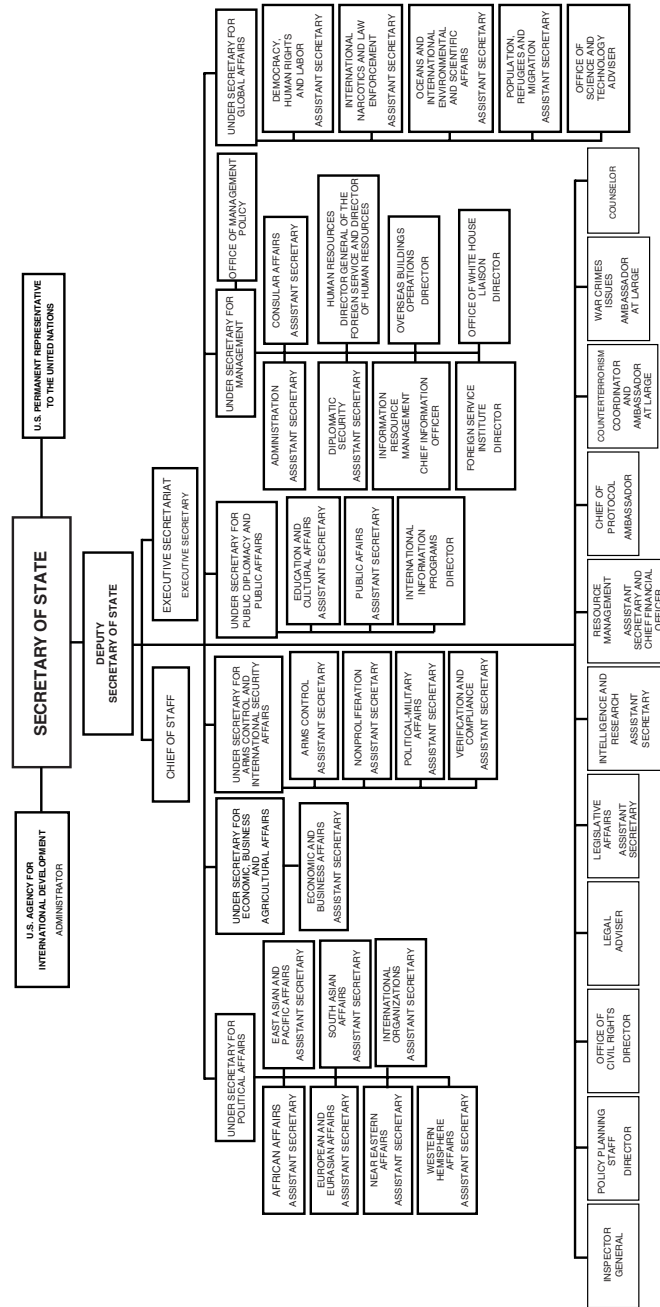 U.S. AGENCY FOR
INTERNATIONAL DEVELOPMENT
ADMINISTRATOR
SECRETARY OF STATE
U.S. PERMANENT REPRESENTATIVE
TO THE UNITED NATIONS
DEPUTY
SECRETARY OF STATE
CHIEF OF STAFF
EXECUTIVE SECRETARIAT
EXECUTIVE SECRETARY
UNDER SECRETARY FOR
POLITICAL AFFAIRS
AFRICAN AFFAIRS
ASSISTANT SECRETARY
EAST ASIAN AND
PACIFIC AFFAIRS
ASSISTANT SECRETARY
EUROPEAN AND
EURASIAN AFFAIRS
ASSISTANT SECRETARY
SOUTH ASIAN
AFFAIRS
ASSISTANT SECRETARY
NEAR EASTERN
AFFAIRS
ASSISTANT SECRETARY
INTERNATIONAL
ORGANIZATIONS
ASSISTANT SECRETARY
WESTERN
HEMISPHERE
AFFAIRS
ASSISTANT SECRETARY
UNDER SECRETARY FOR
ECONOMIC, BUSINESS
AND
AGRICULTURAL AFFAIRS
ECONOMIC AND
BUSINESS AFFAIRS
ASSISTANT SECRETARY
UNDER SECRETARY FOR
ARMS CONTROL AND
INTERNATIONAL SECURITY
AFFAIRS
ARMS CONTROL
ASSISTANT SECRETARY
NONPROLIFERATION
ASSISTANT SECRETARY
POLITICAL-MILITARY
AFFAIRS
ASSISTANT SECRETARY
VERIFICATION AND
COMPLIANCE
ASSISTANT SECRETARY
UNDER SECRETARY FOR
PUBLIC DIPLOMACY AND
PUBLIC AFFAIRS
EDUCATION AND
CULTURAL AFFAIRS
ASSISTANT SECRETARY
PUBLIC AFAIRS
ASSISTANT SECRETARY
INTERNATIONAL
INFORMATION
PROGRAMS
DIRECTOR
UNDER SECRETARY FOR
MANAGEMENT
OFFICE OF MANAGEMENT
POLICY
ADMINISTRATION
ASSISTANT SECRETARY
CONSULAR AFFAIRS
ASSISTANT SECRETARY
DIPLOMATIC
SECURITY
ASSISTANT SECRETARY
HUMAN RESOURCES
DIRECTOR GENERAL OF THE
FOREIGN SERVICE AND DIRECTOR
OF HUMAN RESOURCES
INFORMATION
RESOURCE
MANAGEMENT
CHIEF INFORMATION
OFFICER
OVERSEAS BUILDINGS
OPERATIONS
DIRECTOR
FOREIGN SERVICE
INSTITUTE
DIRECTOR
OFFICE OF WHITE HOUSE
LIAISON
DIRECTOR
UNDER SECRETARY FOR
GLOBAL AFFAIRS
DEMOCRACY,
HUMAN RIGHTS
AND LABOR
ASSISTANT SECRETARY
INTERNATIONAL
NARCOTICS AND LAW
ENFORCEMENT
ASSISTANT SECRETARY
OCEANS AND
INTERNATIONAL
ENVIRONMENTAL
AND SCIENTIFIC
AFFAIRS
ASSISTANT SECRETARY
POPULATION,
REFUGEES AND
MIGRATION
ASSISTANT SECRETARY
OFFICE OF
SCIENCE AND
TECHNOLOGY
ADVISER
INSPECTOR
GENERAL
POLICY PLANNING
STAFF
DIRECTOR
OFFICE OF
CIVIL RIGHTS
DIRECTOR
LEGAL
ADVISER
LEGISLATIVE
AFFAIRS
ASSISTANT
SECRETARY
INTELLIGENCE AND
RESEARCH
ASSISTANT
SECRETARY
RESOURCE
MANAGEMENT
ASSISTANT
SECRETARY AND
CHIEF FINANCIAL
OFFICER
CHIEF OF
PROTOCOL
AMBASSADOR
COUNTERTERRORISM
COORDINATOR
AND
AMBASSADOR
AT LARGE
WAR CRIMES
ISSUES
AMBASSADOR
AT LARGE
COUNSELOR